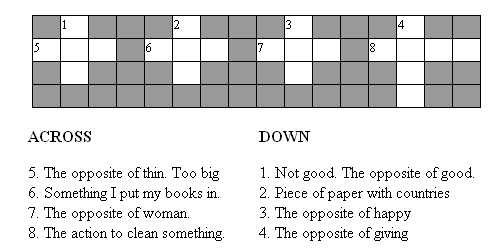 1 2 3 4
5 6 7 8
ACROSS
5. The opposite of thin. Too big
6. Something I put my books in.
7. The opposite of woman.
8. The action to clean something.
DOWN
1. Not good. The opposite of good.
2. Piece of paper with countries
3. The opposite of happy
4. The opposite of giving